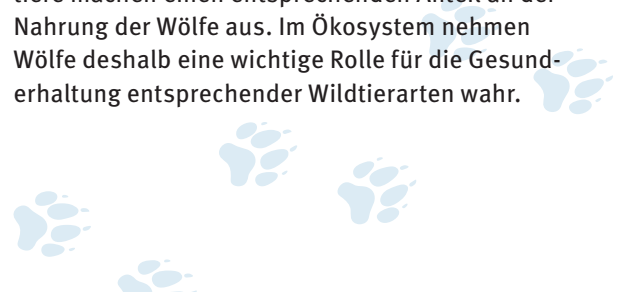 tiere machen einen entsprechenden Anteil an der
Nahrung der Wölfe aus. Im Ökosystem nehmen
Wölfe deshalb eine wichtige Rolle für die Gesund-
erhaltung entsprechender Wildtierarten wahr.